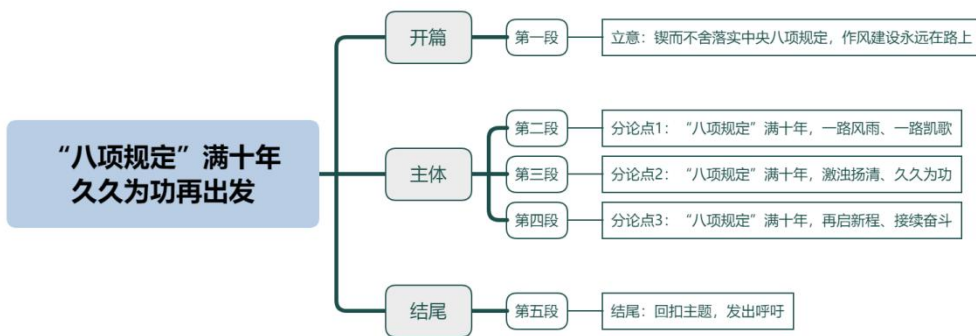 “八项规定”满十年
久久为功再出发
开篇
第一段
立意：锲而不舍落实中央八项规定，作风建设永远在路上
主体
第二段
分论点1：“八项规定”满十年，一路风雨、一路凯歌
第三段
分论点2：“八项规定”满十年，激浊扬清、久久为功
第四段
分论点3：“八项规定”满十年，再启新程、接续奋斗
结尾
第五段
结尾：回扣主题，发出呼吁